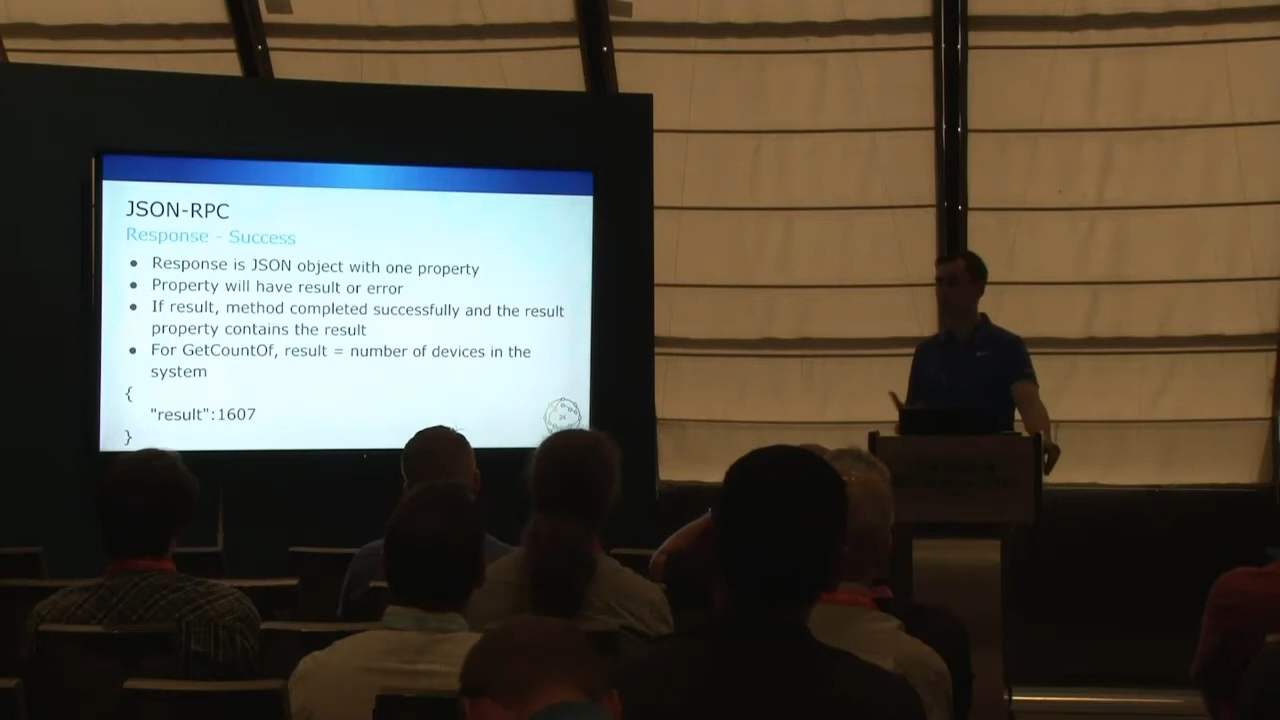 JSON-RPC
Response - Success
● Response is JSON object with one property
● Property will have result or error
● If result, method completed successfully and the result
property contains the result
● For GetCountOf, result = number of devices in the
system
{
"result":1607
}
24